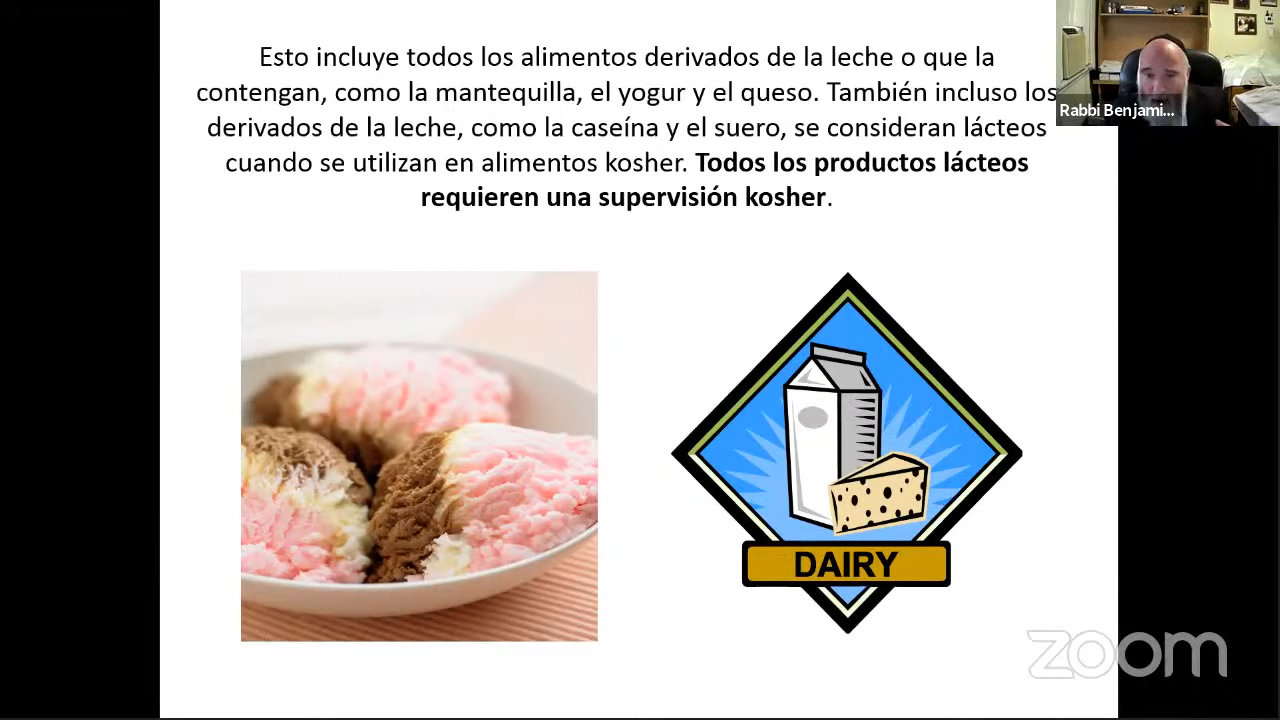 Esto incluye todos los alimentos derivados de la leche o que la
contengan, como la mantequilla, el yogur y el queso. También incluso los
derivados de la leche, como la caseína y el suero, se consideran lácteos
cuando se utilizan en alimentos kosher. Todos los productos lácteos
requieren una supervisión kosher.
Rabbi Benjami...
DAIRY
zoom